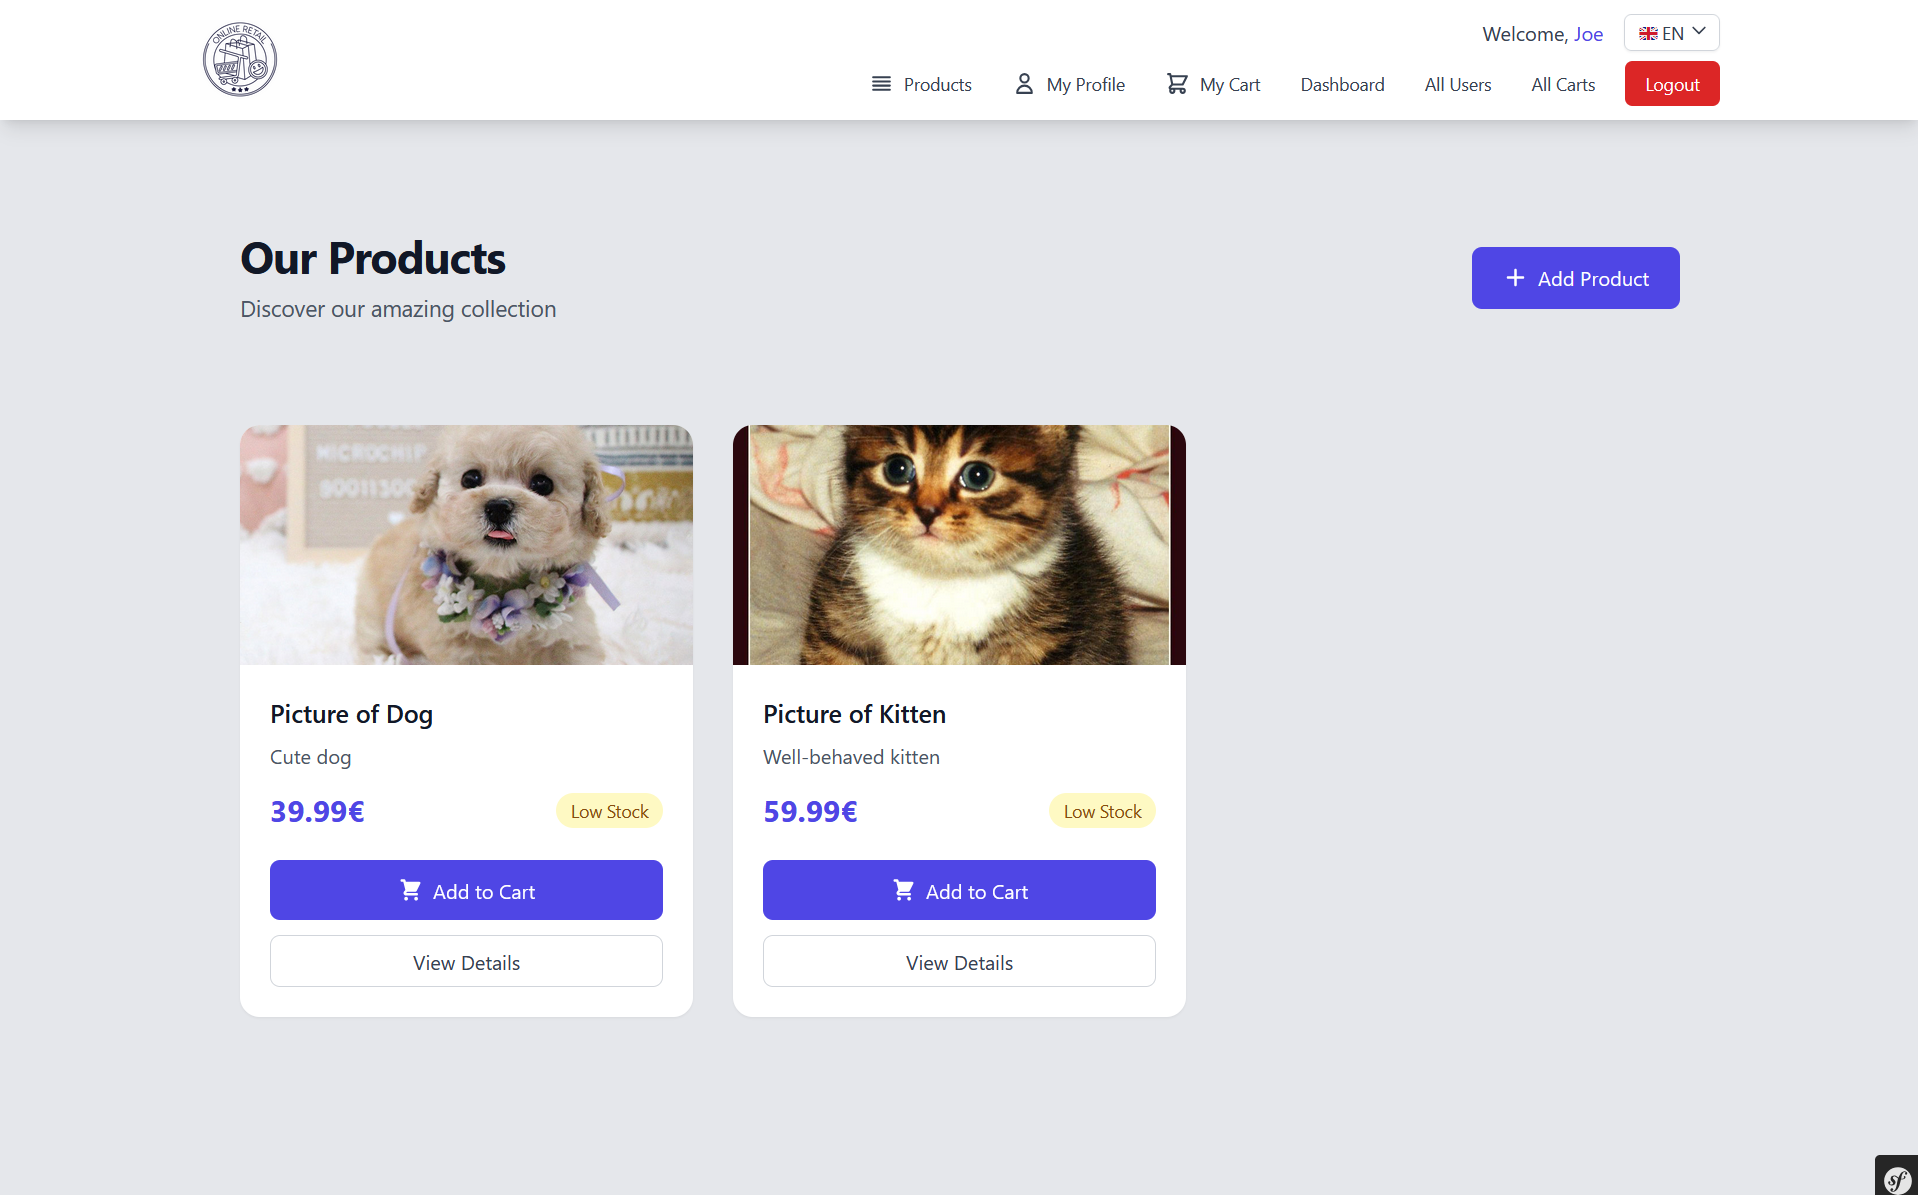 ONLINE RETAIL
Welcome, Joe
EN
Products
My Profile
My Cart
Dashboard
All Users
All Carts
Logout
Our Products
Discover our amazing collection
Add Product
MICROCHIP
90011300
Picture of Dog
Cute dog
39.99€
Low Stock
Add to Cart
View Details
Picture of Kitten
Well-behaved kitten
59.99€
Low Stock
Add to Cart
View Details
sf